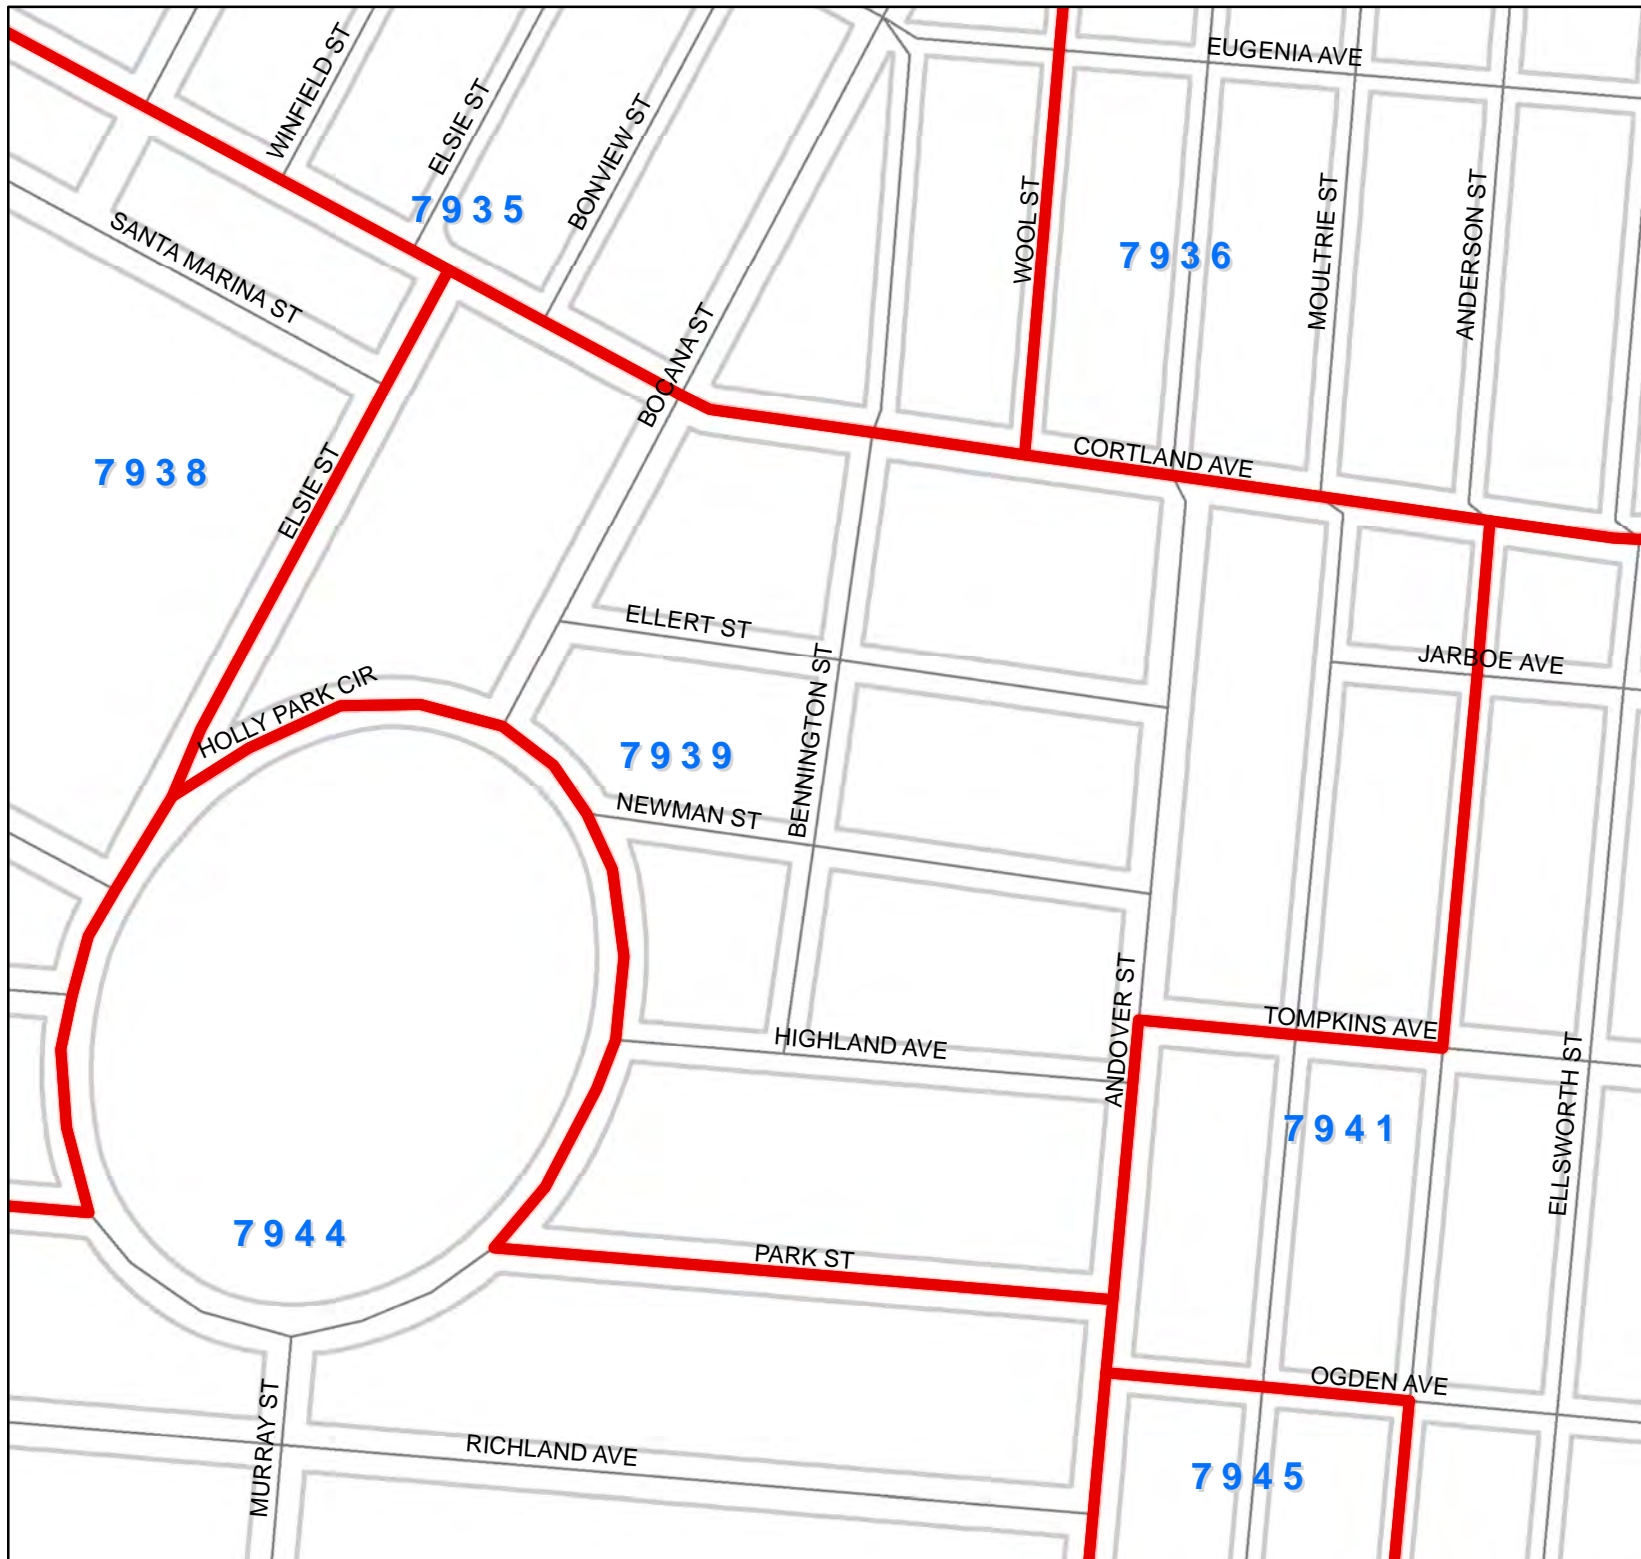 EUGENIA AVE
WINFIELD ST
ELSIE ST
BONVIEW ST
7935
SANTA MARINA ST
WOOL ST
7936
MOULTRIE ST
ANDERSON ST
BOCANA ST
CORTLAND AVE
7938
ELSIE ST
ELLERT ST
JARBOE AVE
HOLLY PARK CIR
7939
BENNINGTON ST
NEWMAN ST
ANDOVER ST
TOMPKINS AVE
HIGHLAND AVE
ELLSWORTH ST
7941
7944
PARK ST
OGDEN AVE
MURRAY ST
RICHLAND AVE
7945